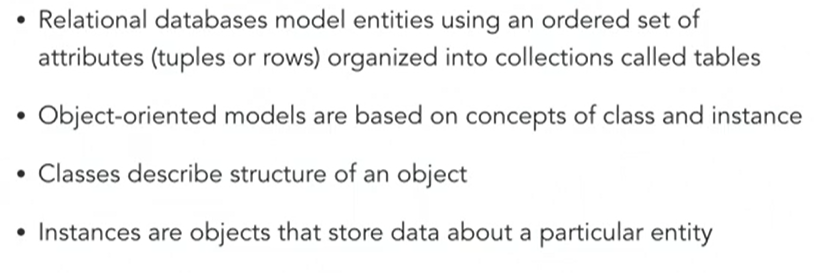 • Relational databases model entities using an ordered set of
attributes (tuples or rows) organized into collections called tables
• Object-oriented models are based on concepts of class and instance
• Classes describe structure of an object
• Instances are objects that store data about a particular entity